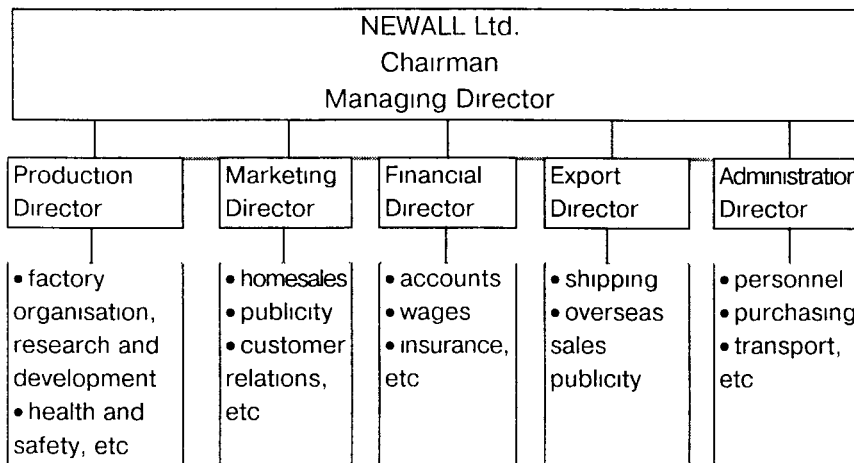 NEWALL Ltd.
Chairman
Managing Director
Production
Director
Marketing
Director
Financial
Director
Export
Director
Administration
Director
• factory
organisation,
research and
development
• health and
safety, etc
• homesales
• publicity
• customer
relations,
etc
• accounts
• wages
• insurance,
etc
• shipping
• overseas
sales
publicity
• personnel
• purchasing
• transport,
etc